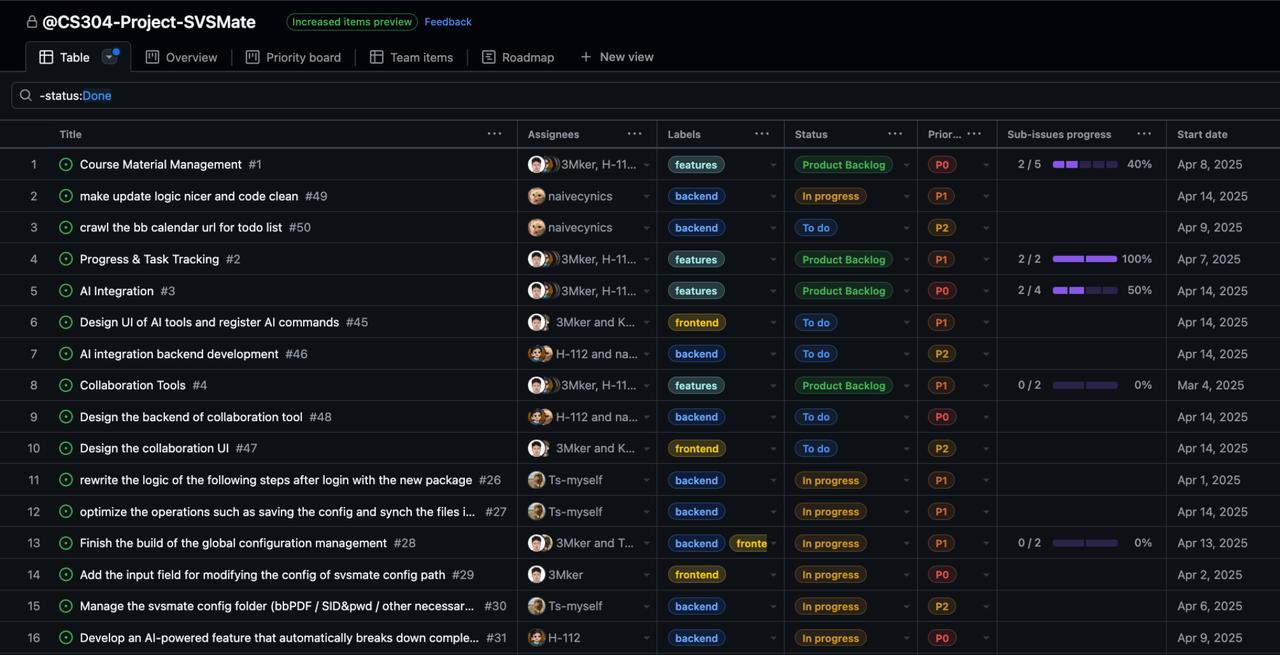 @CS304-Project-SVSMate Increased items preview Feedback
Table Overview Priority board Team items Roadmap + New view
-status:Done
Title ... Assignees ... Labels ... Status ... Prior... ... Sub-issues progress ... Start date
1 Course Material Management #1 3Mker, H-11... features Product Backlog P0 2 / 5 40% Apr 8, 2025
2 make update logic nicer and code clean #49 naivecynics backend In progress P1 Apr 14, 2025
3 crawl the bb calendar url for todo list #50 naivecynics backend To do P2 Apr 9, 2025
4 Progress & Task Tracking #2 3Mker, H-11... features Product Backlog P1 2 / 2 100% Apr 7, 2025
5 AI Integration #3 3Mker, H-11... features Product Backlog P0 2 / 4 50% Apr 14, 2025
6 Design UI of AI tools and register AI commands #45 3Mker and K... frontend To do P1 Apr 14, 2025
7 AI integration backend development #46 H-112 and na... backend To do P2 Apr 14, 2025
8 Collaboration Tools #4 3Mker, H-11... features Product Backlog P1 0 / 2 0% Mar 4, 2025
9 Design the backend of collaboration tool #48 H-112 and na... backend To do P0 Apr 14, 2025
10 Design the collaboration UI #47 3Mker and K... frontend To do P2 Apr 14, 2025
11 rewrite the logic of the following steps after login with the new package #26 Ts-myself backend In progress P1 Apr 1, 2025
12 optimize the operations such as saving the config and synch the files i... #27 Ts-myself backend In progress P1 Apr 14, 2025
13 Finish the build of the global configuration management #28 3Mker and T... backend fronte In progress P1 0 / 2 0% Apr 13, 2025
14 Add the input field for modifying the config of svsmate config path #29 3Mker frontend In progress P0 Apr 2, 2025
15 Manage the svsmate config folder (bbPDF / SID&pwd / other necessar... #30 Ts-myself backend In progress P2 Apr 6, 2025
16 Develop an AI-powered feature that automatically breaks down comple... #31 H-112 backend In progress P0 Apr 9, 2025